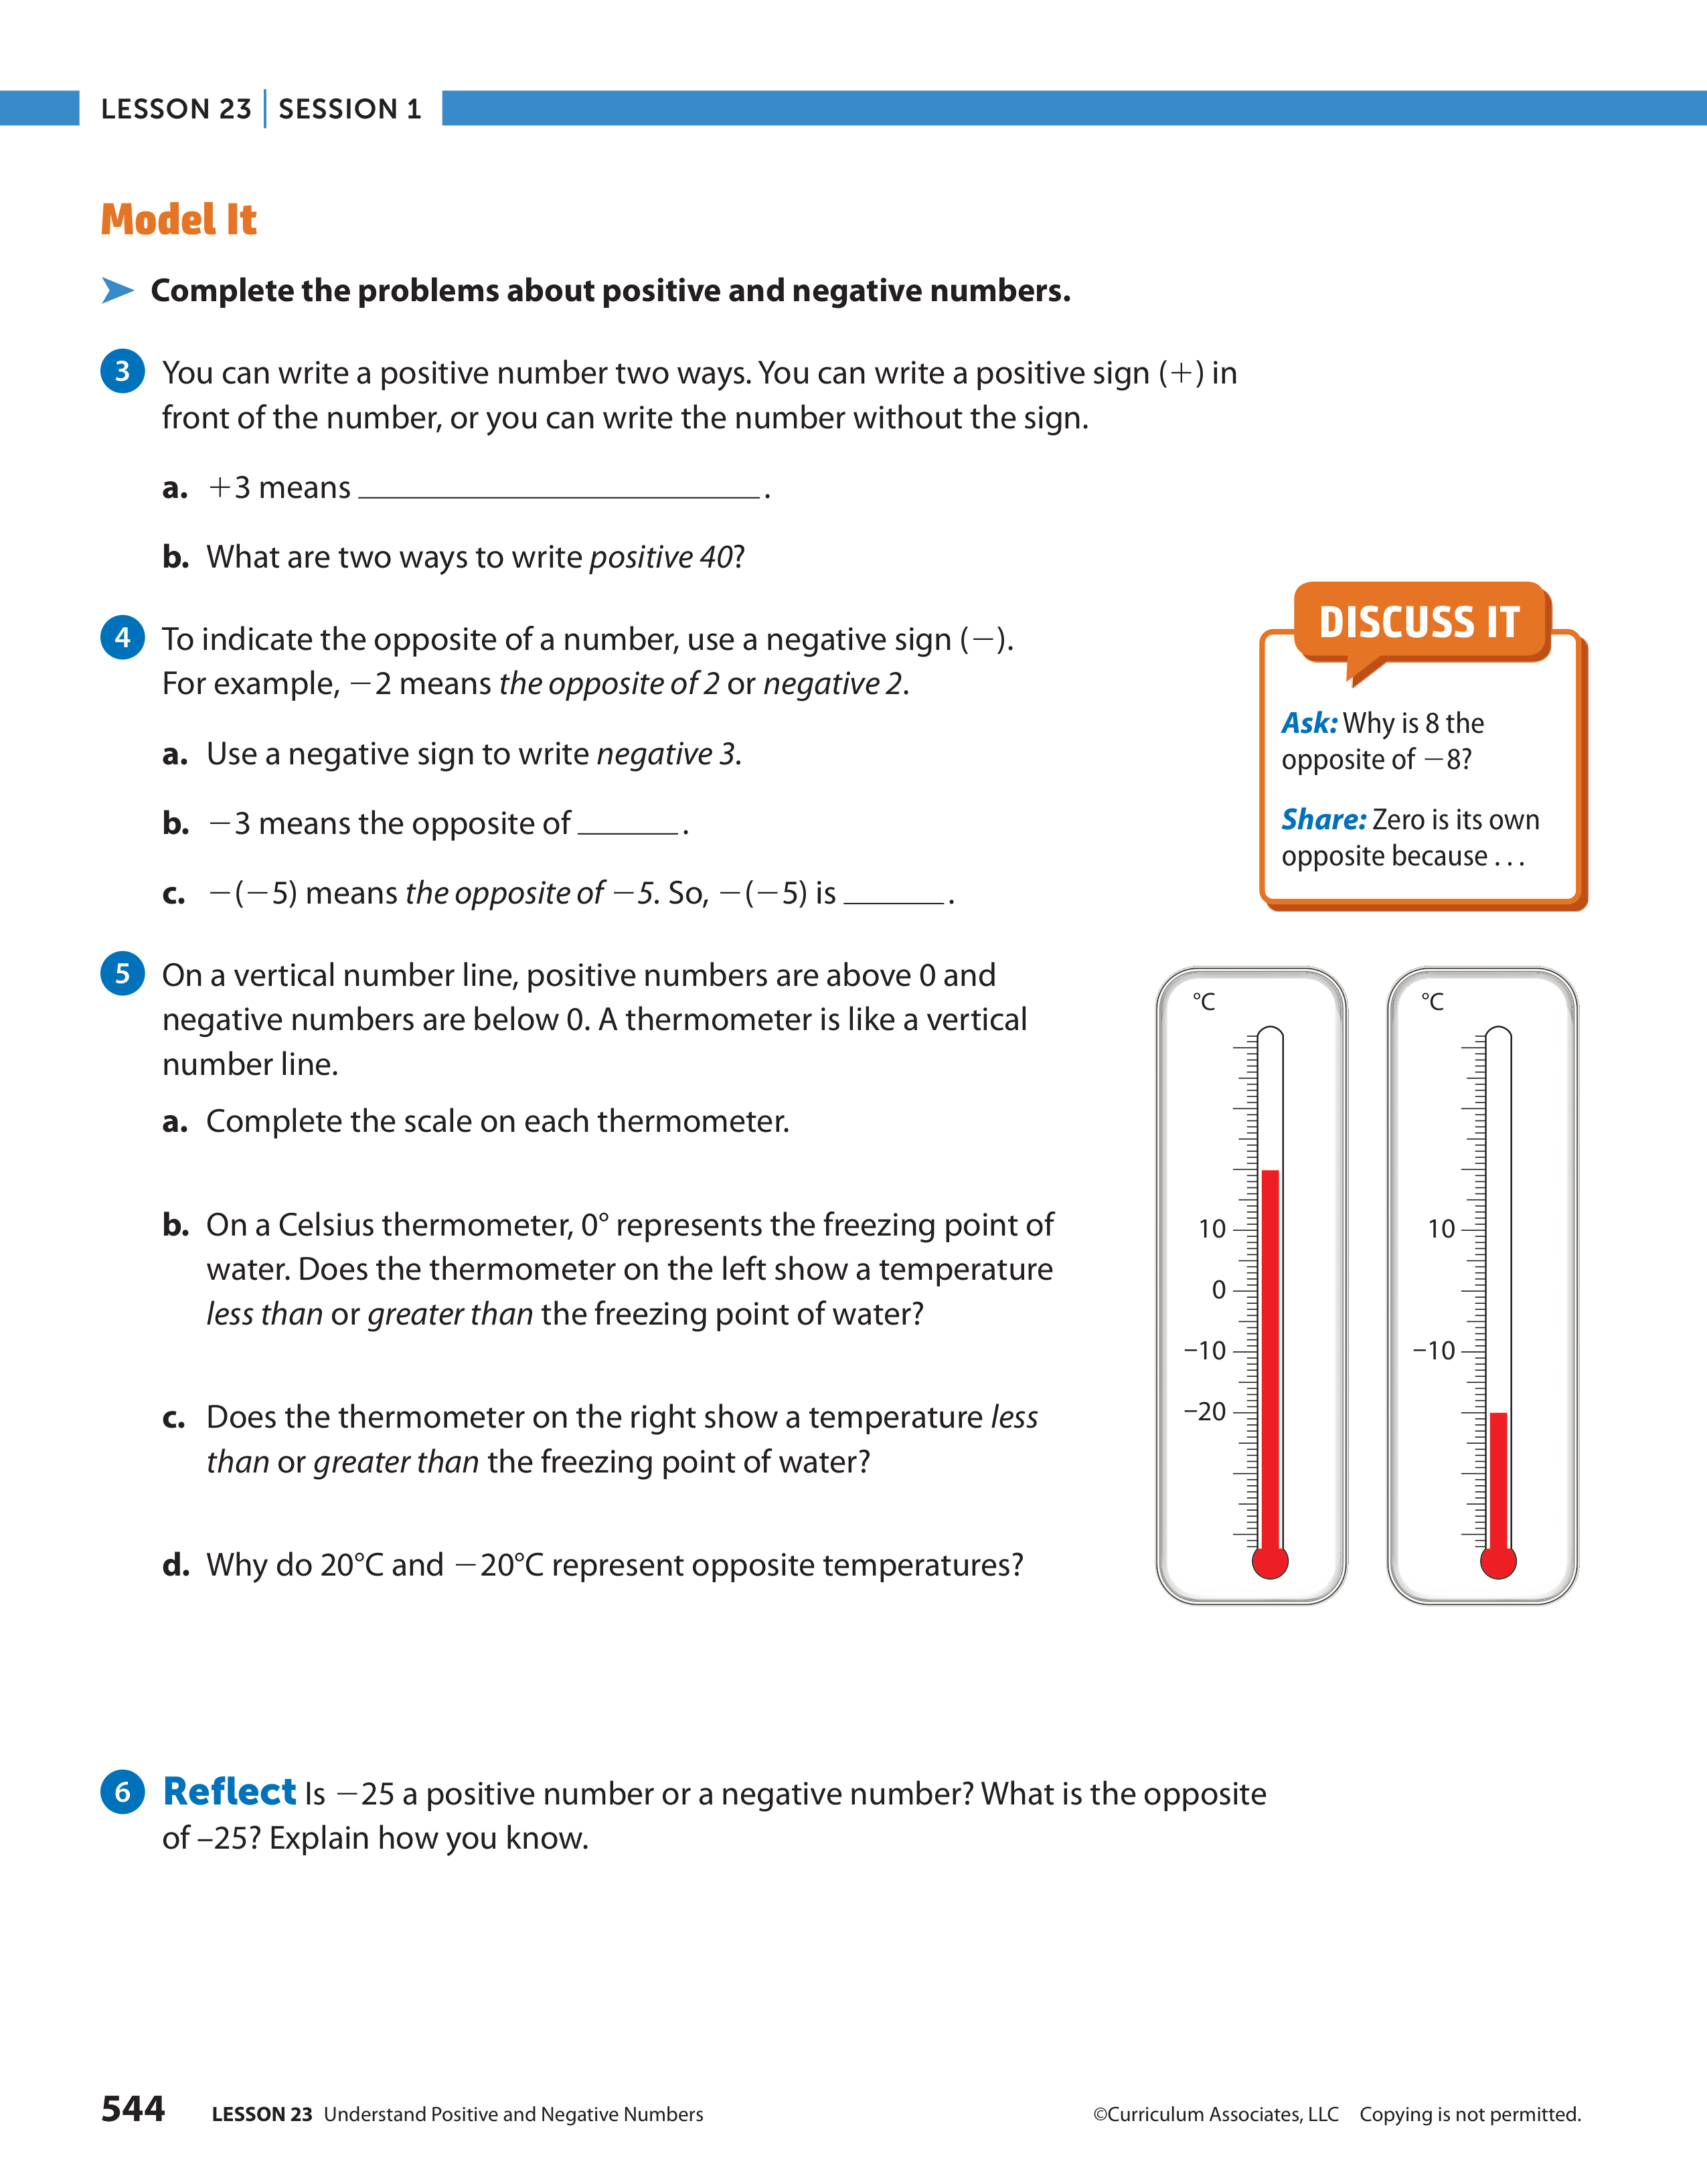 LESSON 23 | SESSION 1
Model It
Complete the problems about positive and negative numbers.
3 You can write a positive number two ways. You can write a positive sign (+) in
front of the number, or you can write the number without the sign.
a. +3 means ____________________.
b. What are two ways to write positive 40?
4 To indicate the opposite of a number, use a negative sign (−).
For example, −2 means the opposite of 2 or negative 2.
a. Use a negative sign to write negative 3.
b. −3 means the opposite of ______.
c. −(−5) means the opposite of −5. So, −(−5) is ______.
DISCUSS IT
Ask: Why is 8 the
opposite of −8?
Share: Zero is its own
opposite because . . .
5 On a vertical number line, positive numbers are above 0 and
negative numbers are below 0. A thermometer is like a vertical
number line.
a. Complete the scale on each thermometer.
b. On a Celsius thermometer, 0° represents the freezing point of
water. Does the thermometer on the left show a temperature
less than or greater than the freezing point of water?
c. Does the thermometer on the right show a temperature less
than or greater than the freezing point of water?
d. Why do 20°C and −20°C represent opposite temperatures?
°C
10
0
−10
−20
°C
10
−10
6 Reflect Is −25 a positive number or a negative number? What is the opposite
of –25? Explain how you know.
544 LESSON 23 Understand Positive and Negative Numbers
©Curriculum Associates, LLC Copying is not permitted.